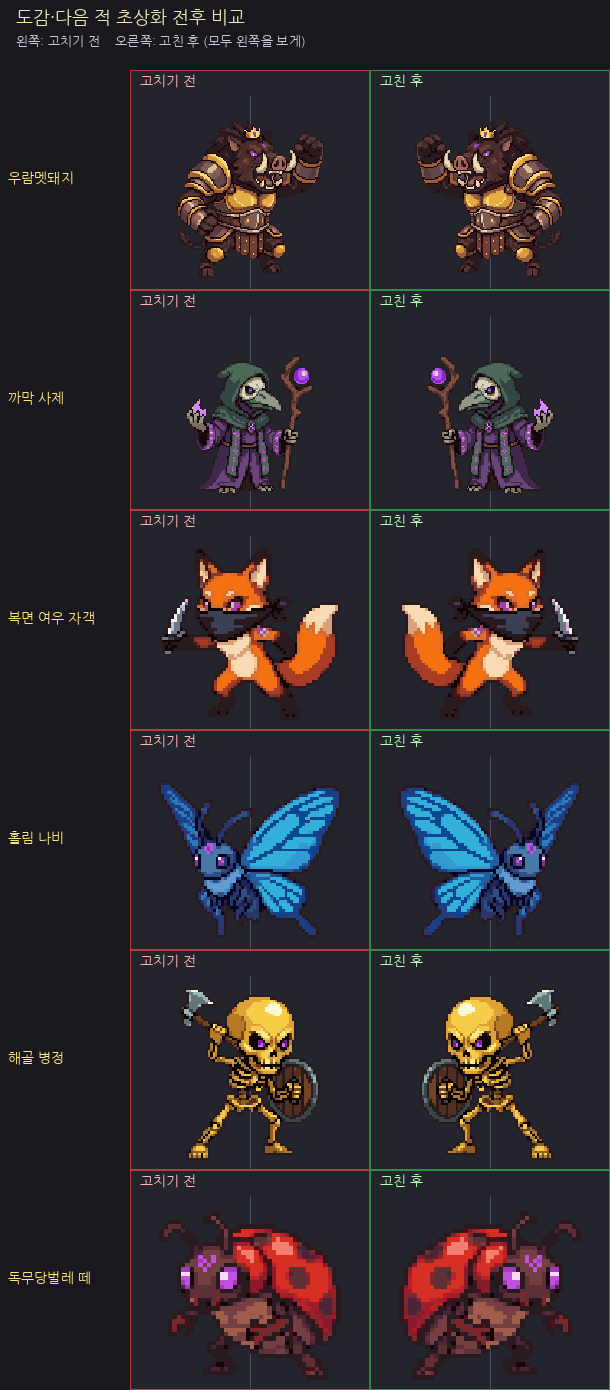 도감·다음 적 초상화 전후 비교
왼쪽: 고치기 전 오른쪽: 고친 후 (모두 왼쪽을 보게)
고치기 전 고친 후
우람멧돼지
고치기 전 고친 후
까막 사제
고치기 전 고친 후
복면 여우 자객
고치기 전 고친 후
홀림 나비
고치기 전 고친 후
해골 병정
고치기 전 고친 후
독무당벌레 떼